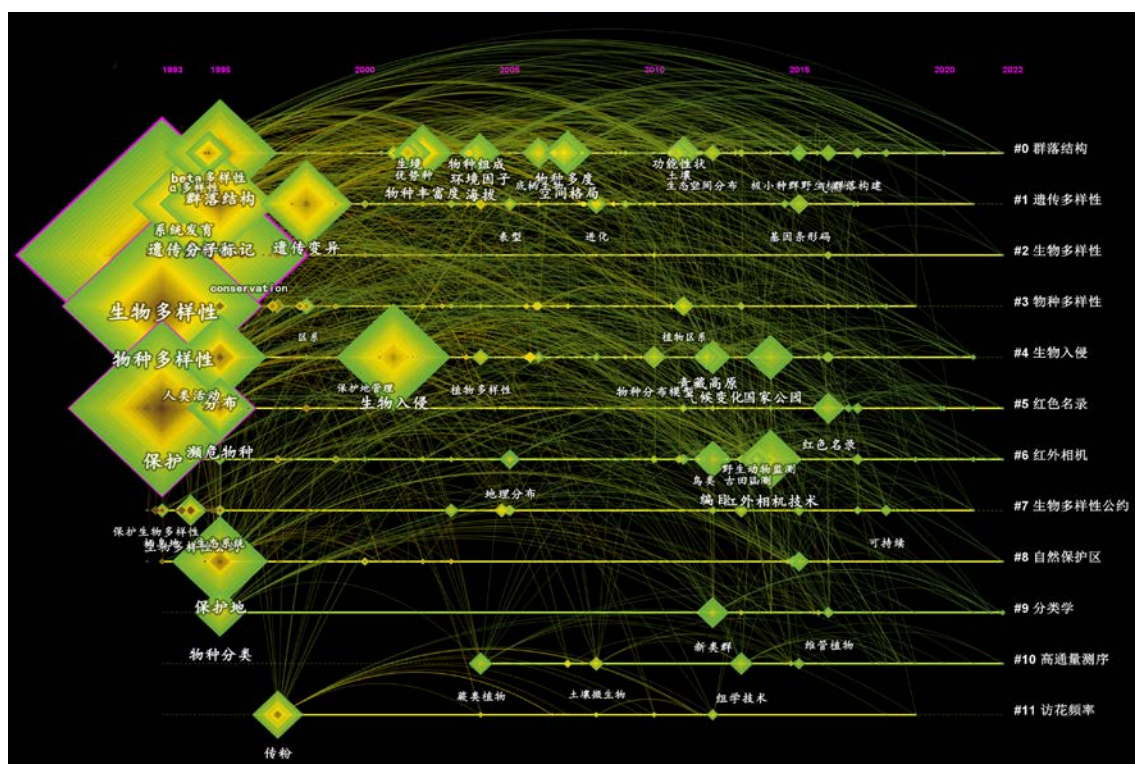 1993 1995 2000 2005 2010 2015 2020 2022
#0 群落结构
生境 物种组成 功能性状
优势种 环境因子 物种多度 土壤
beta多样性 物种丰富度 海拔 空间格局 生态空间分布
α多样性
群落结构
#1 遗传多样性
系统发育 表型 进化 基因条形码
遗传分子标记 遗传变异
#2 生物多样性
conservation
#3 物种多样性
生物多样性
区系 植物区系
#4 生物入侵
物种多样性
保护地管理 植物多样性 物种分布模型 青藏高原
人类活动 分布 生物入侵 气候变化 国家公园
#5 红色名录
濒危物种 红色名录
保护
#6 红外相机
野生动物监测
鸟类 古田山
地理分布 编目 红外相机技术
#7 生物多样性公约
保护生物多样性
生态系统 可持续
#8 自然保护区
保护地
#9 分类学
物种分类 新类群 维管植物
#10 高通量测序
蕨类植物 土壤微生物 组学技术
#11 访花频率
传粉